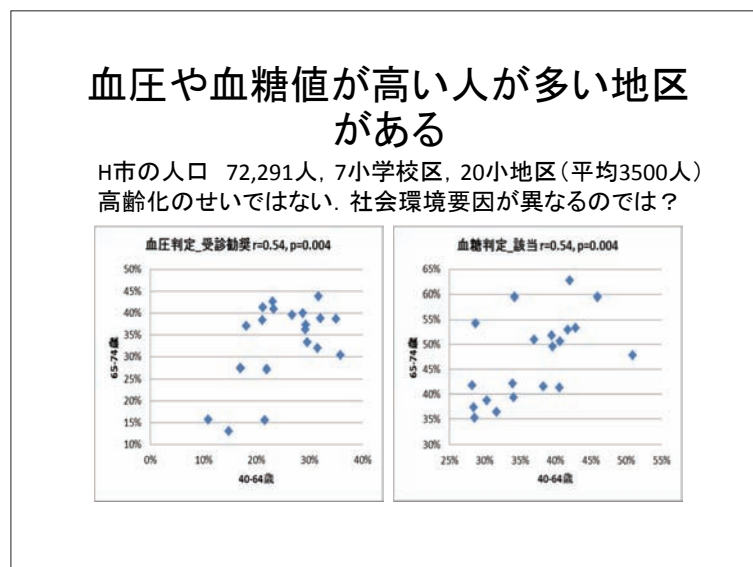 血圧や血糖値が高い人が多い地区
がある
H市の人口 72,291人，7小学校区，20小地区（平均3500人）
高齢化のせいではない．社会環境要因が異なるのでは？
血圧判定_受診勧奨 r=0.54, p=0.004
50%
45%
40%
35%
30%
25%
20%
15%
10%
65-74歳
0% 10% 20% 30% 40%
40-64歳
血糖判定_該当 r=0.54, p=0.004
65%
60%
55%
50%
45%
40%
35%
30%
65-74歳
25% 30% 35% 40% 45% 50% 55%
40-64歳